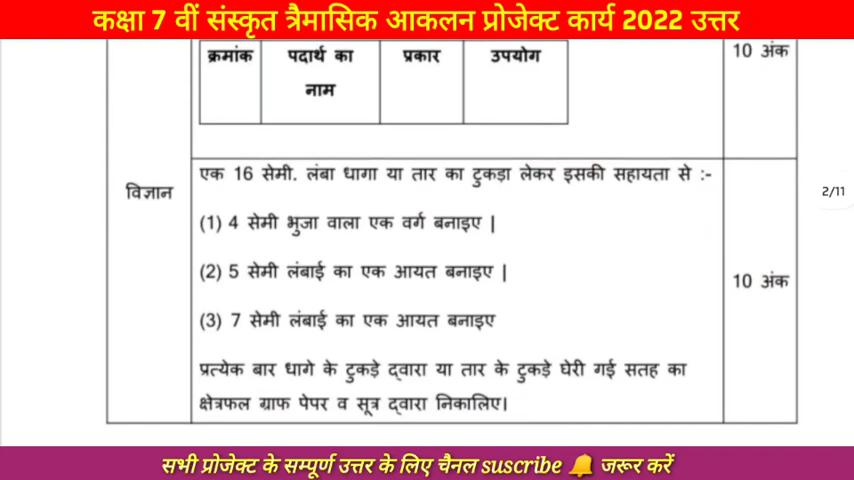 कक्षा 7 वीं संस्कृत त्रैमासिक आकलन प्रोजेक्ट कार्य 2022 उत्तर
क्रमांक पदार्थ का नाम प्रकार उपयोग
10 अंक
विज्ञान
एक 16 सेमी. लंबा धागा या तार का टुकड़ा लेकर इसकी सहायता से :-
(1) 4 सेमी भुजा वाला एक वर्ग बनाइए |
(2) 5 सेमी लंबाई का एक आयत बनाइए |
(3) 7 सेमी लंबाई का एक आयत बनाइए
प्रत्येक बार धागे के टुकड़े द्वारा या तार के टुकड़े घेरी गई सतह का
क्षेत्रफल ग्राफ पेपर व सूत्र द्वारा निकालिए।
10 अंक
2/11
सभी प्रोजेक्ट के सम्पूर्ण उत्तर के लिए चैनल suscribe 🔔 जरूर करें